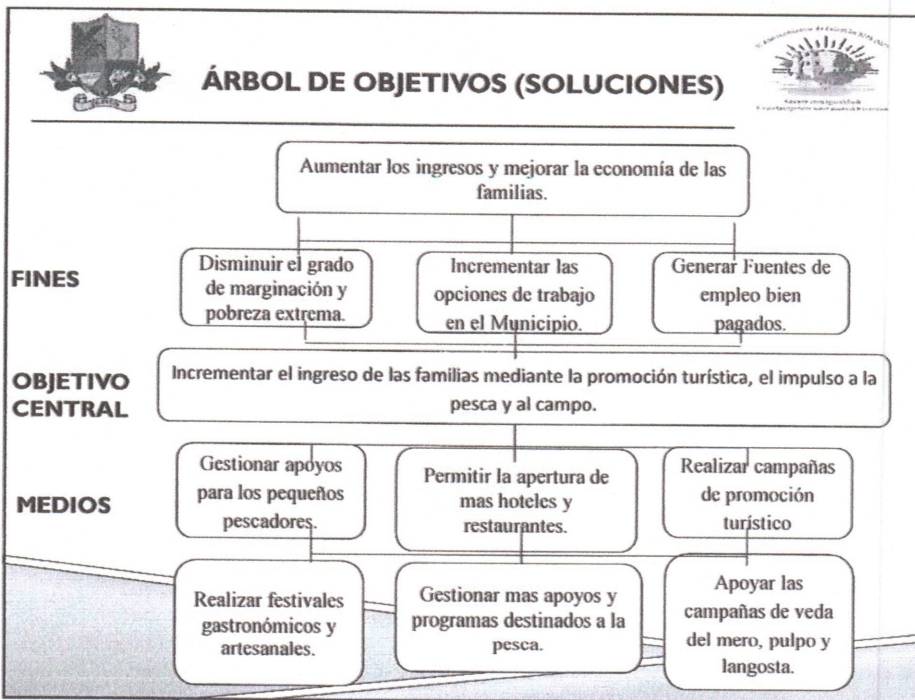 ÁRBOL DE OBJETIVOS (SOLUCIONES)
Aumentar los ingresos y mejorar la economía de las
familias.
FINES
Disminuir el grado
de marginación y
pobreza extrema.
Incrementar las
opciones de trabajo
en el Municipio.
Generar Fuentes de
empleo bien
pagados.
OBJETIVO
CENTRAL
Incrementar el ingreso de las familias mediante la promoción turística, el impulso a la
pesca y al campo.
MEDIOS
Gestionar apoyos
para los pequeños
pescadores.
Permitir la apertura de
mas hoteles y
restaurantes.
Realizar campañas
de promoción
turístico
Realizar festivales
gastronómicos y
artesanales.
Gestionar mas apoyos y
programas destinados a la
pesca.
Apoyar las
campañas de veda
del mero, pulpo y
langosta.